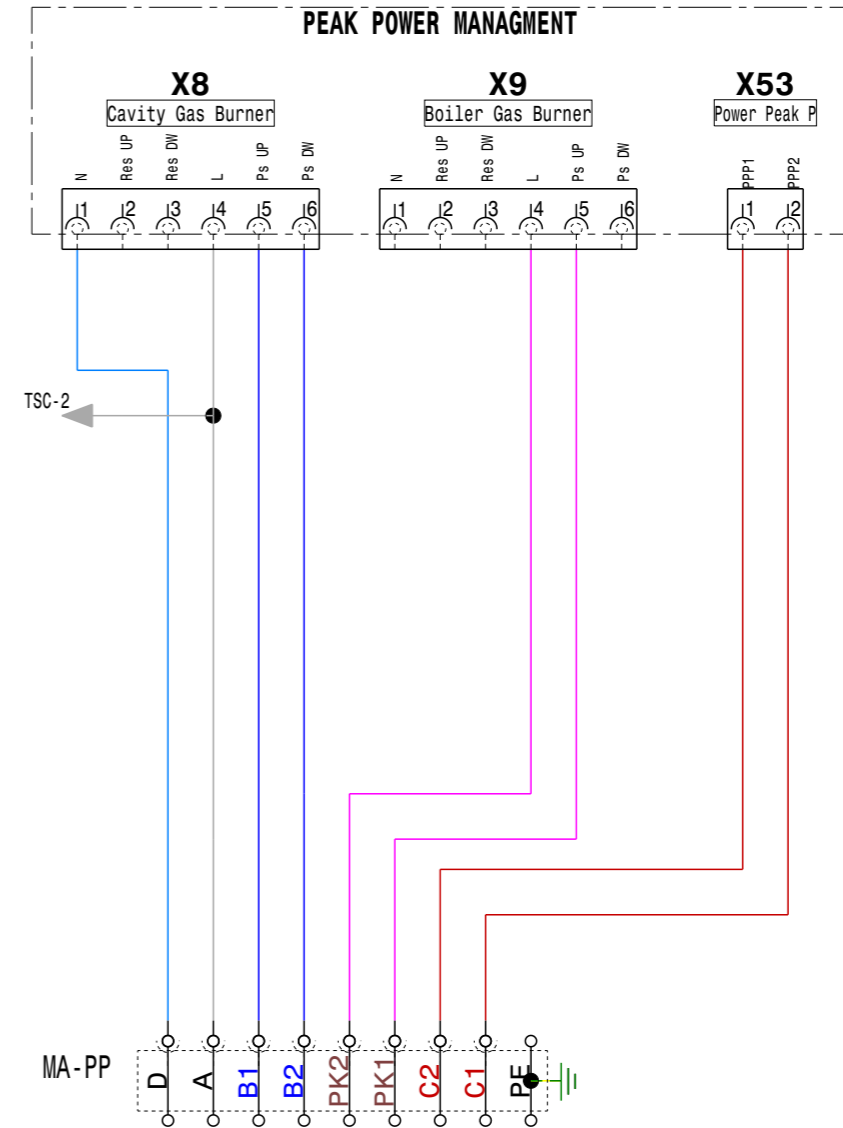 PEAK POWER MANAGMENT
X8 X9 X53
Cavity Gas Burner Boiler Gas Burner Power Peak P
N Res UP Res DW L Ps UP Ps DW N Res UP Res DW L Ps UP Ps DW PPP1 PPP2
1 2 3 4 5 6 1 2 3 4 5 6 1 2
TSC-2
MA-PP D A B1 B2 PK2 PK1 C2 C1 PE